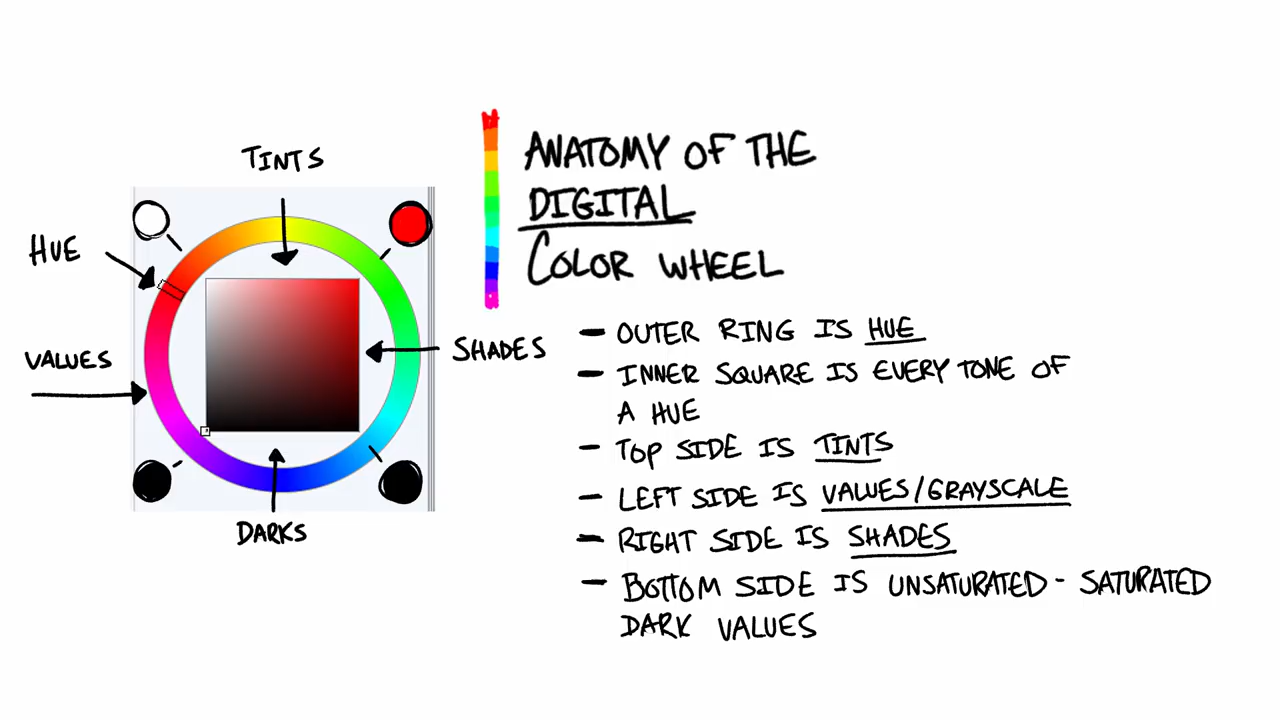 ANATOMY OF THE
DIGITAL
COLOR WHEEL
TINTS
HUE
VALUES
SHADES
DARKS
- OUTER RING IS HUE
- INNER SQUARE IS EVERY TONE OF
A HUE
- TOP SIDE IS TINTS
- LEFT SIDE IS VALUES/GRAYSCALE
- RIGHT SIDE IS SHADES
- BOTTOM SIDE IS UNSATURATED - SATURATED
DARK VALUES